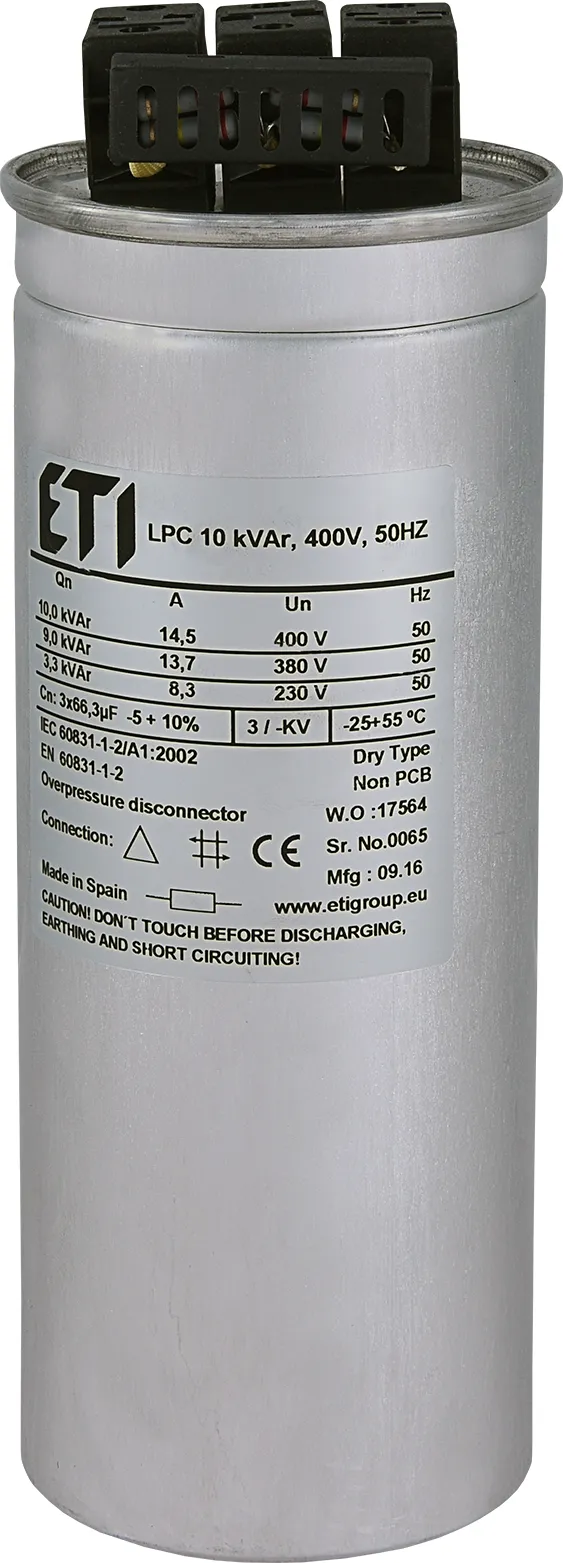 ETI LPC 10 kVAr, 400V, 50HZ
Qn A Un Hz
10,0 kVAr 14,5 400 V 50
9,0 kVAr 13,7 380 V 50
3,3 kVAr 8,3 230 V 50
Cn: 3x66,3µF -5 + 10% 3 / -KV -25+55 ºC
IEC 60831-1-2/A1:2002 Dry Type
EN 60831-1-2 Non PCB
Overpressure disconnector W.O :17564
Connection: CE Sr. No.0065
Mfg : 09.16
Made in Spain www.etigroup.eu
CAUTION! DON´T TOUCH BEFORE DISCHARGING,
EARTHING AND SHORT CIRCUITING!